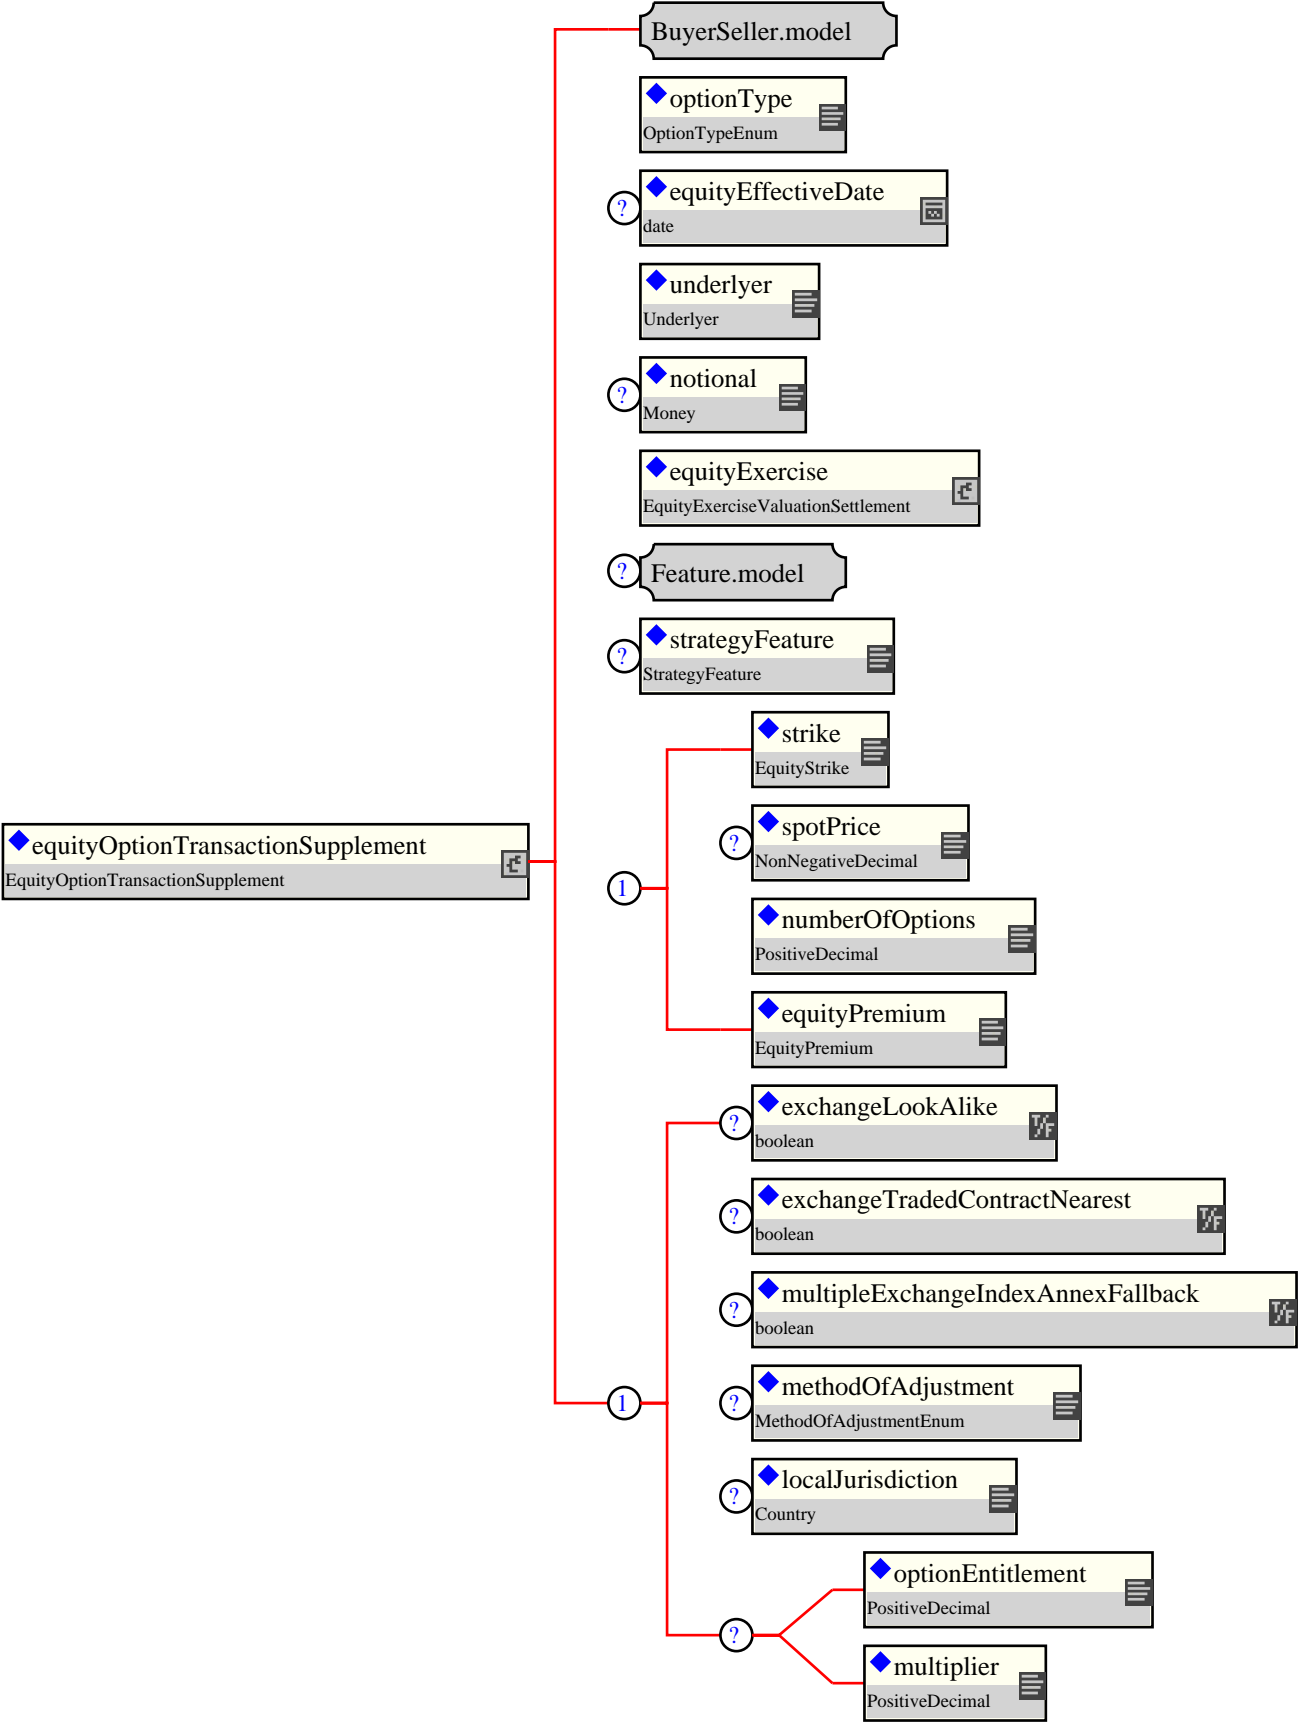 BuyerSeller.model
optionType
OptionTypeEnum
equityEffectiveDate
?
date
underlyer
Underlyer
notional
?
Money
equityExercise
EquityExerciseValuationSettlement
?
Feature.model
strategyFeature
?
StrategyFeature
strike
EquityStrike
equityOptionTransactionSupplement
EquityOptionTransactionSupplement
spotPrice
?
NonNegativeDecimal
1
numberOfOptions
PositiveDecimal
equityPremium
EquityPremium
exchangeLookAlike
?
T/F
boolean
exchangeTradedContractNearest
?
T/F
boolean
multipleExchangeIndexAnnexFallback
?
T/F
boolean
methodOfAdjustment
1
?
MethodOfAdjustmentEnum
localJurisdiction
?
Country
optionEntitlement
PositiveDecimal
?
multiplier
PositiveDecimal